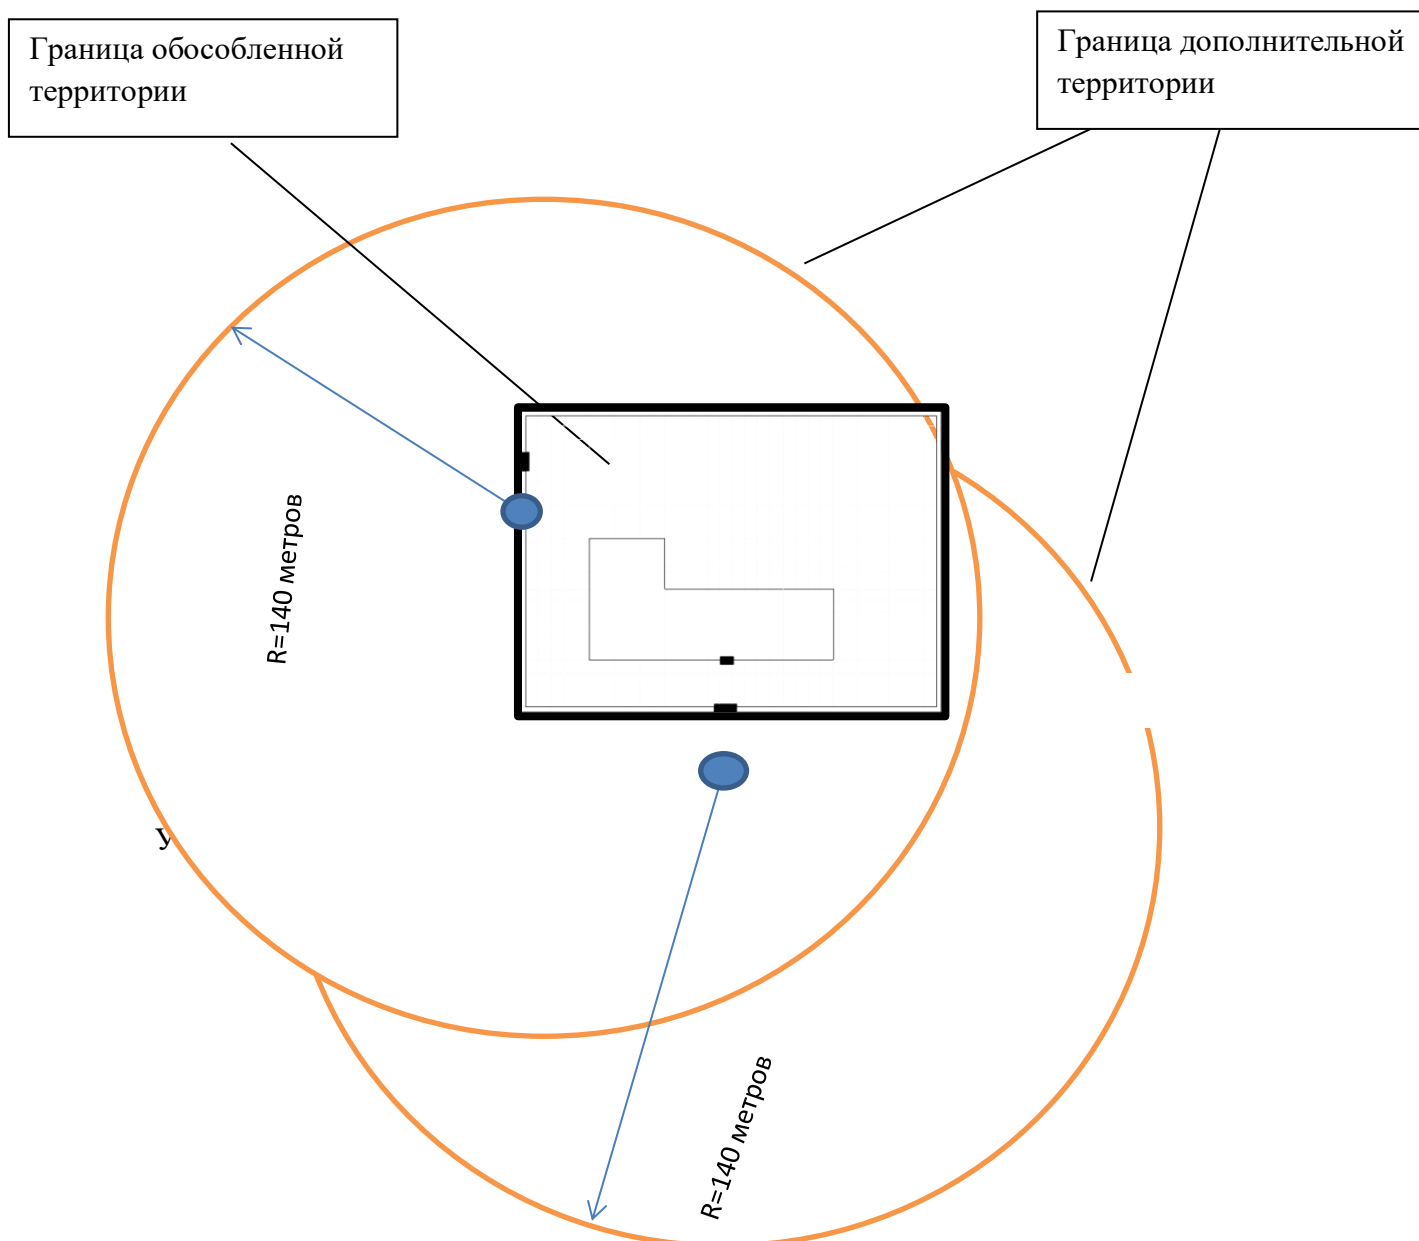 Граница обособленной
территории
Граница дополнительной
территории
R=140 метров
У
R=140 метров